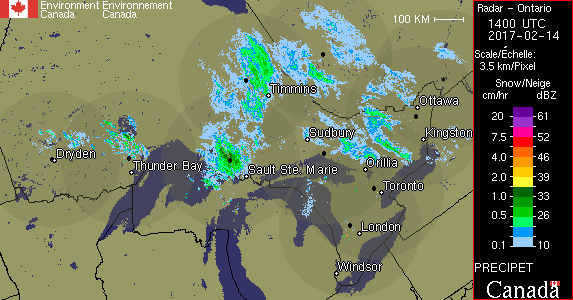 Environment Environnement
Canada Canada
100 KM
Timmins
Ottawa
Sudbury
Kingston
Dryden
Thunder Bay
Sault Ste. Marie
Orillia
Toronto
London
Windsor
Radar - Ontario
1400 UTC
2017-02-14
Scale/Échelle:
3.5 km/Pixel
Snow/Neige
cm/hr dBZ
20 61
7.5 52
4.0 46
2.0 39
1.0 33
0.5 26
0.1 10
PRECIPET
Canada